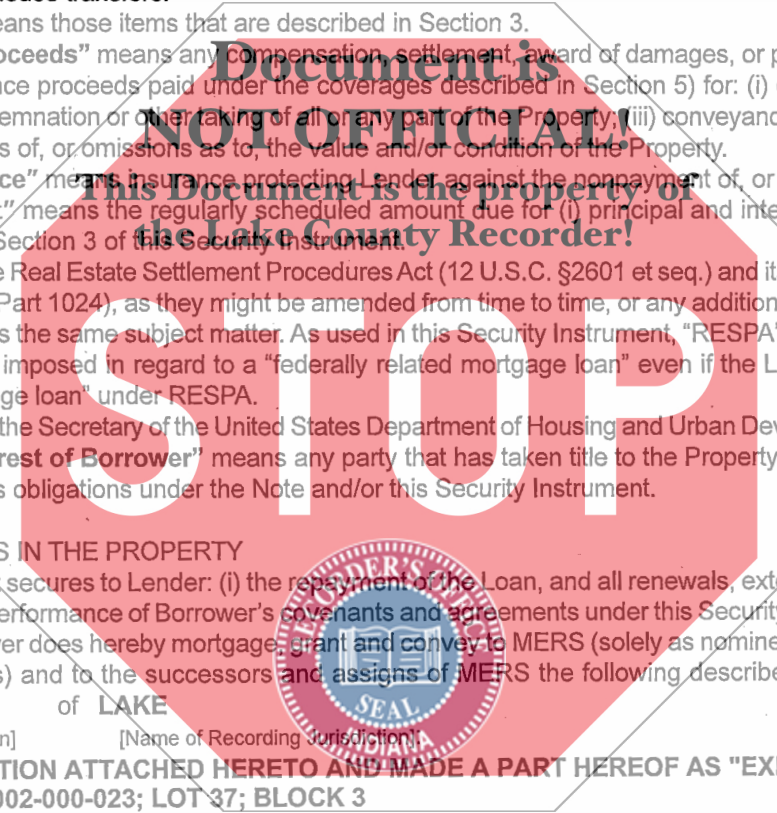 eans those items that are described in Section 3.
oceeds” means any compensation, settlement, award of damages, or p
nce proceeds paid under the coverages described in Section 5) for: (i)
emnation or other taking of all or any part of the Property; (iii) conveyanc
s of, or omissions as to, the value and/or condition of the Property.
ce” means insurance protecting Lender against the nonpayment of, or
” means the regularly scheduled amount due for (i) principal and inte
Section 3 of this Security Instrument.
e Real Estate Settlement Procedures Act (12 U.S.C. §2601 et seq.) and it
Part 1024), as they might be amended from time to time, or any addition
s the same subject matter. As used in this Security Instrument, “RESPA”
imposed in regard to a “federally related mortgage loan” even if the L
ge loan” under RESPA.
the Secretary of the United States Department of Housing and Urban Dev
rest of Borrower” means any party that has taken title to the Property
s obligations under the Note and/or this Security Instrument.
S IN THE PROPERTY
secures to Lender: (i) the repayment of the Loan, and all renewals, exte
erformance of Borrower's covenants and agreements under this Security
er does hereby mortgage, grant and convey to MERS (solely as nomine
s) and to the successors and assigns of MERS the following describe
of LAKE
n] [Name of Recording Jurisdiction]:
TION ATTACHED HERETO AND MADE A PART HEREOF AS "EXH
002-000-023; LOT 37; BLOCK 3
Document is
NOT OFFICIAL!
This Document is the property of
the Lake County Recorder!
STOP
SEAL
INDIANA